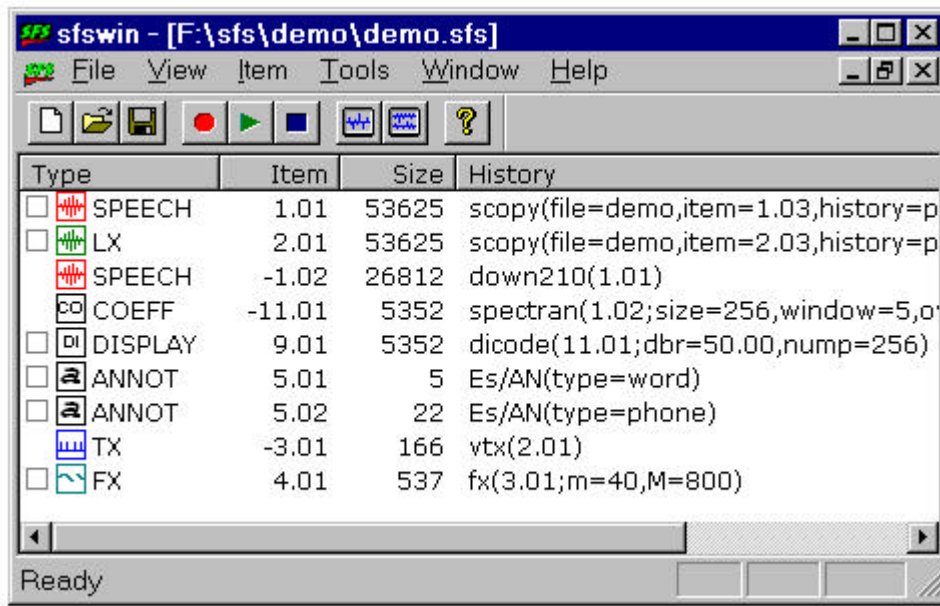 SFS sfswin - [F:\sfs\demo\demo.sfs]
SFS File View Item Tools Window Help
Type Item Size History
SPEECH 1.01 53625 scopy(file=demo,item=1.03,history=p
LX 2.01 53625 scopy(file=demo,item=2.03,history=p
SPEECH -1.02 26812 down210(1.01)
CO COEFF -11.01 5352 spectran(1.02;size=256,window=5,o
DI DISPLAY 9.01 5352 dicode(11.01;dbr=50.00,nump=256)
a ANNOT 5.01 5 Es/AN(type=word)
a ANNOT 5.02 22 Es/AN(type=phone)
TX -3.01 166 vtx(2.01)
FX 4.01 537 fx(3.01;m=40,M=800)
Ready